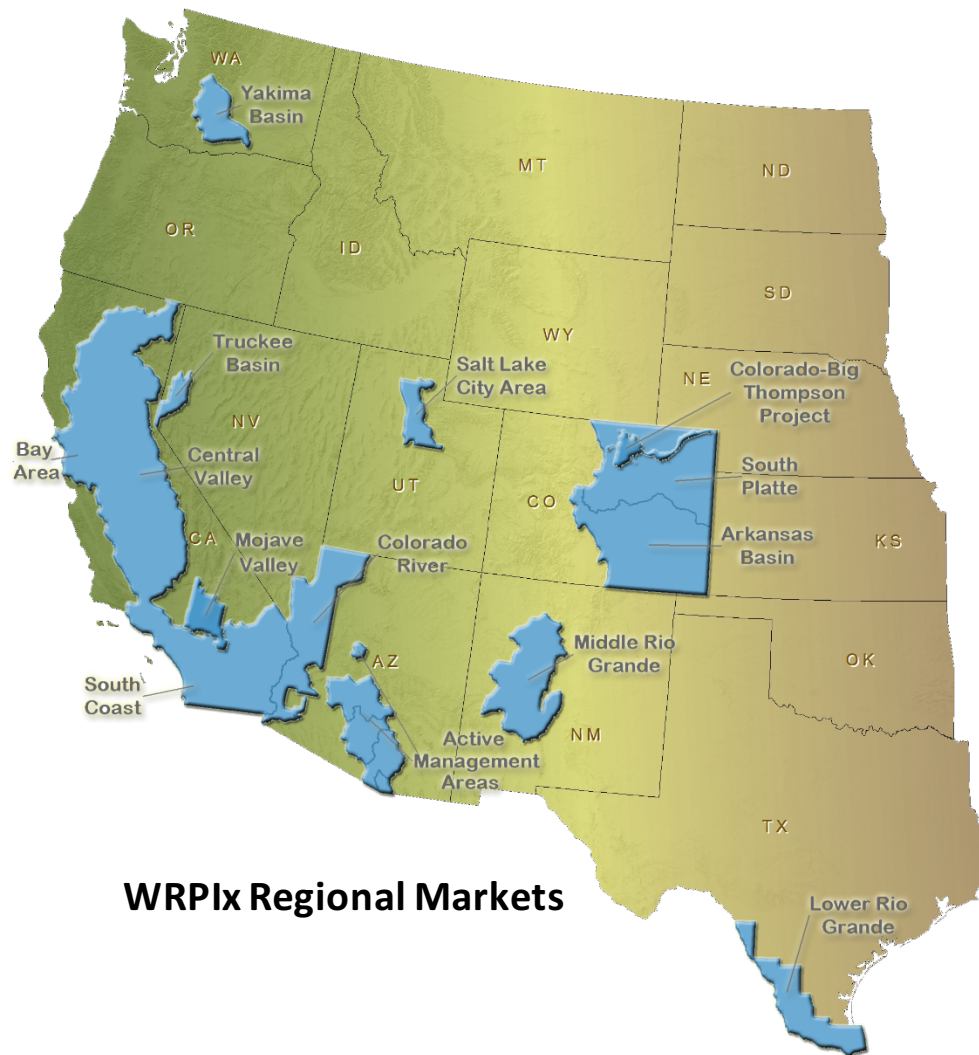 WA
Yakima
Basin
MT
ND
OR
ID
SD
WY
Truckee
Basin
Salt Lake
City Area
NE
Colorado-Big
Thompson
Project
NV
Bay
Area
Central
Valley
UT
CO
South
Platte
CA
Mojave
Valley
Colorado
River
Arkansas
Basin
KS
Middle Rio
Grande
AZ
OK
South
Coast
NM
Active
Management
Areas
TX
WRPIx Regional Markets
Lower Rio
Grande